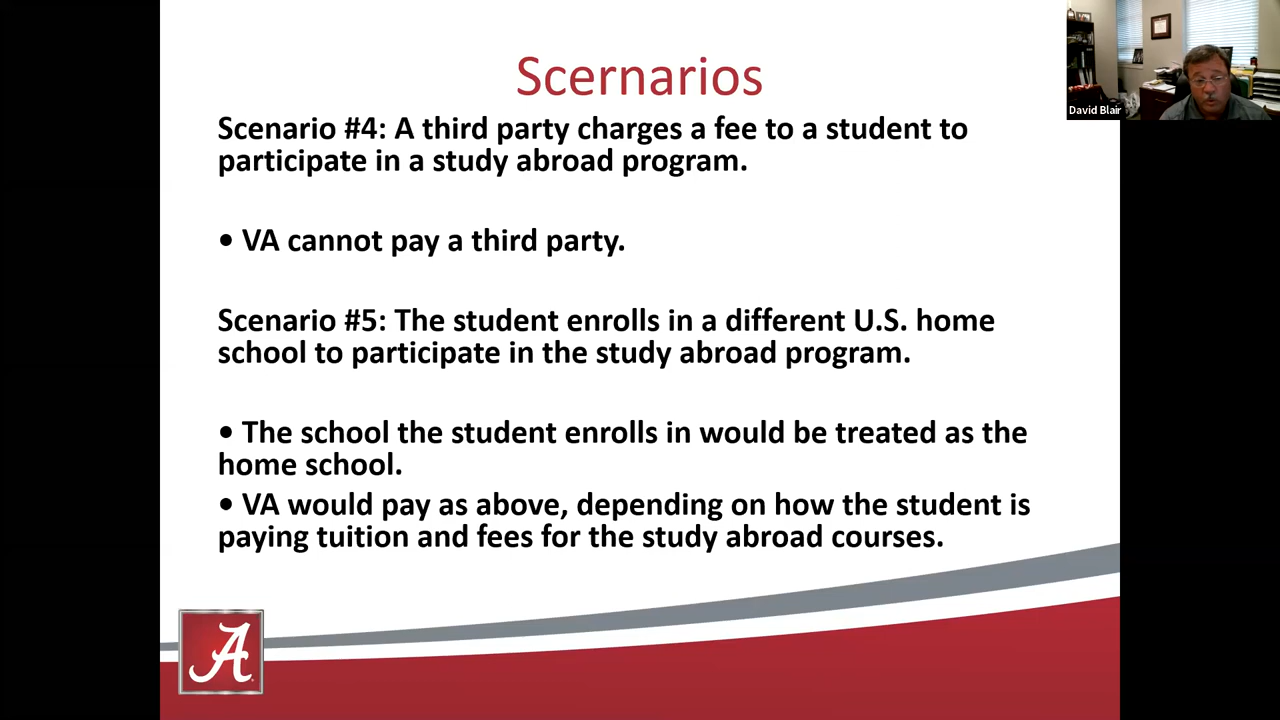 Scernarios
Scenario #4: A third party charges a fee to a student to
participate in a study abroad program.
• VA cannot pay a third party.
Scenario #5: The student enrolls in a different U.S. home
school to participate in the study abroad program.
• The school the student enrolls in would be treated as the
home school.
• VA would pay as above, depending on how the student is
paying tuition and fees for the study abroad courses.
A
David Blair